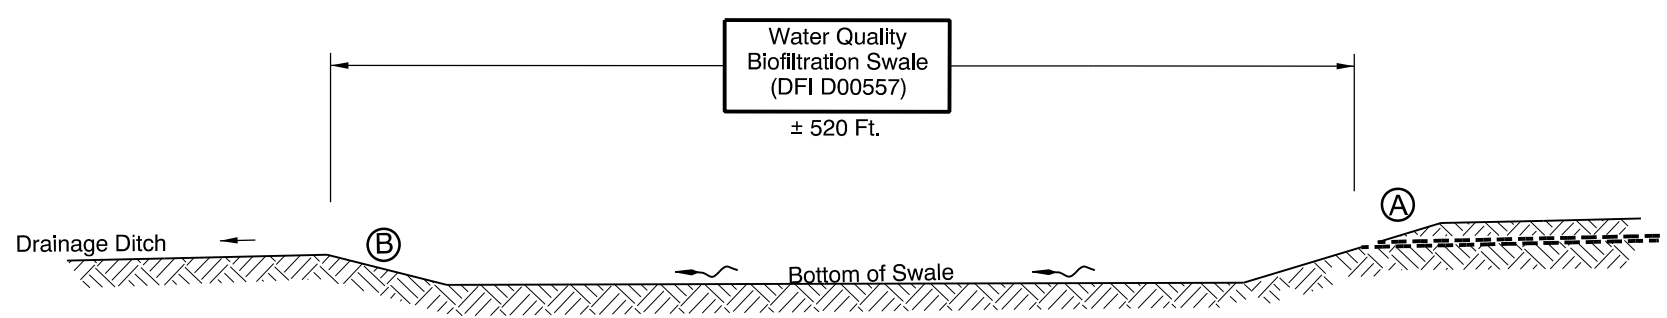 Water Quality
Biofiltration Swale
(DFI D00557)
± 520 Ft.
A
Drainage Ditch
B
Bottom of Swale